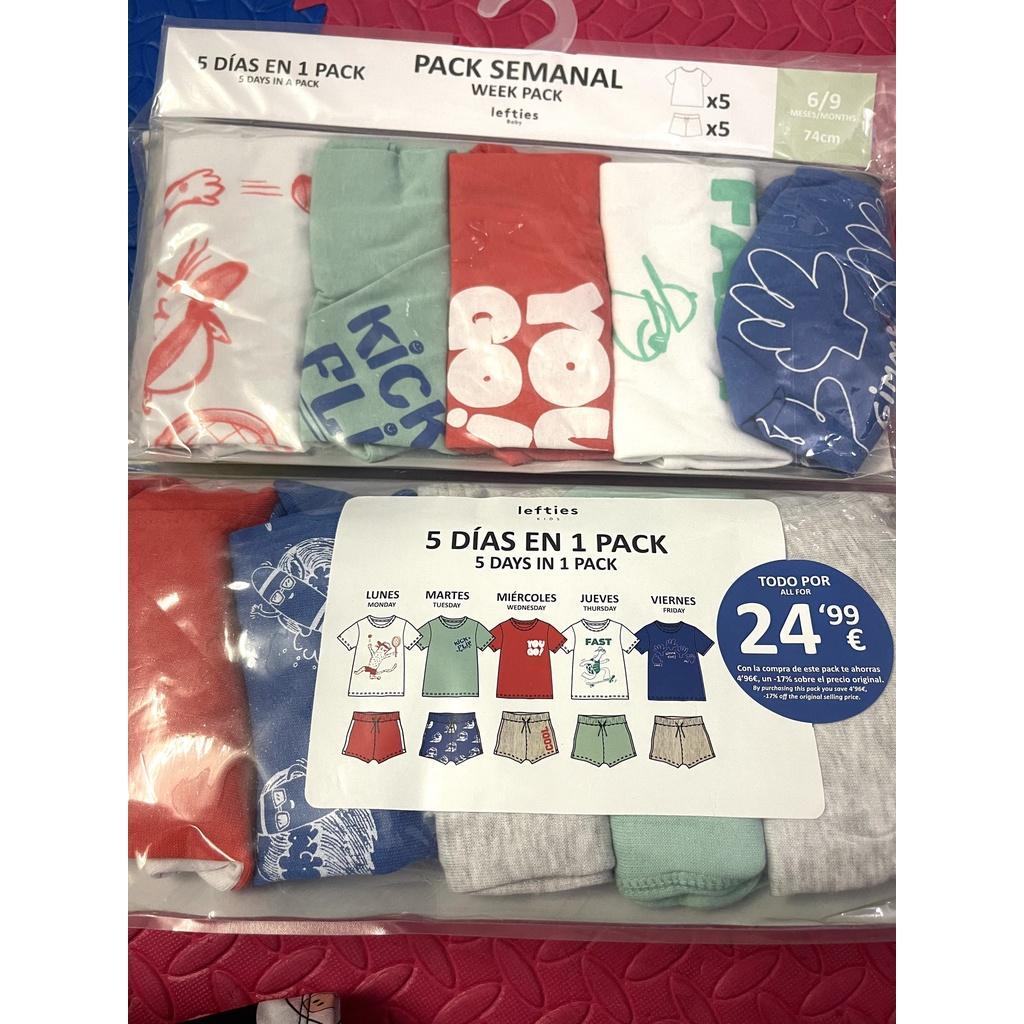 5 DÍAS EN 1 PACK
5 DAYS IN A PACK
PACK SEMANAL
WEEK PACK
lefties
Baby
x5
x5
6/9
MESES/MONTHS
74cm
KICK
FLI
YOU
GO!
FA
lefties
KIDS
5 DÍAS EN 1 PACK
5 DAYS IN 1 PACK
LUNES
MONDAY
MARTES
TUESDAY
MIÉRCOLES
WEDNESDAY
JUEVES
THURSDAY
VIERNES
FRIDAY
KICK
FLIP
YOU
GO!
FAST
COOL
TODO POR
ALL FOR
24'99
€
Con la compra de este pack te ahorras
4'96€, un -17% sobre el precio original.
By purchasing this pack you save 4'96€,
-17% off the original selling price.